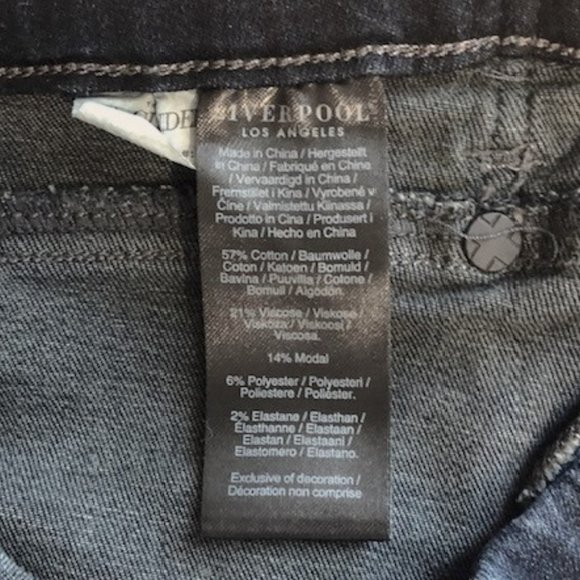 LIVERPOOL
LOS ANGELES
Made in China / Hergestellt
in China / Fabriqué en China
/ Vervaardigd in China /
Fremstillet i Kina / Vyrobené v
Číne / Valmistettu Kiinassa /
Prodotto in Cina / Produsert i
Kina / Hecho en China
57% Cotton / Baumwolle /
Coton / Katoen / Bomuld /
Bavlna / Puuvilla / Cotone /
Bomull / Algodón.
21% Viscose / Viskose /
Viskóza / Viskoosi /
Viscosa.
14% Modal
6% Polyester / Polyesteri /
Poliestere / Poliéster.
2% Elastane / Elasthan /
Élasthanne / Elastaan /
Elastan / Elastaani /
Elastomero / Elastano.
Exclusive of decoration /
Décoration non comprise